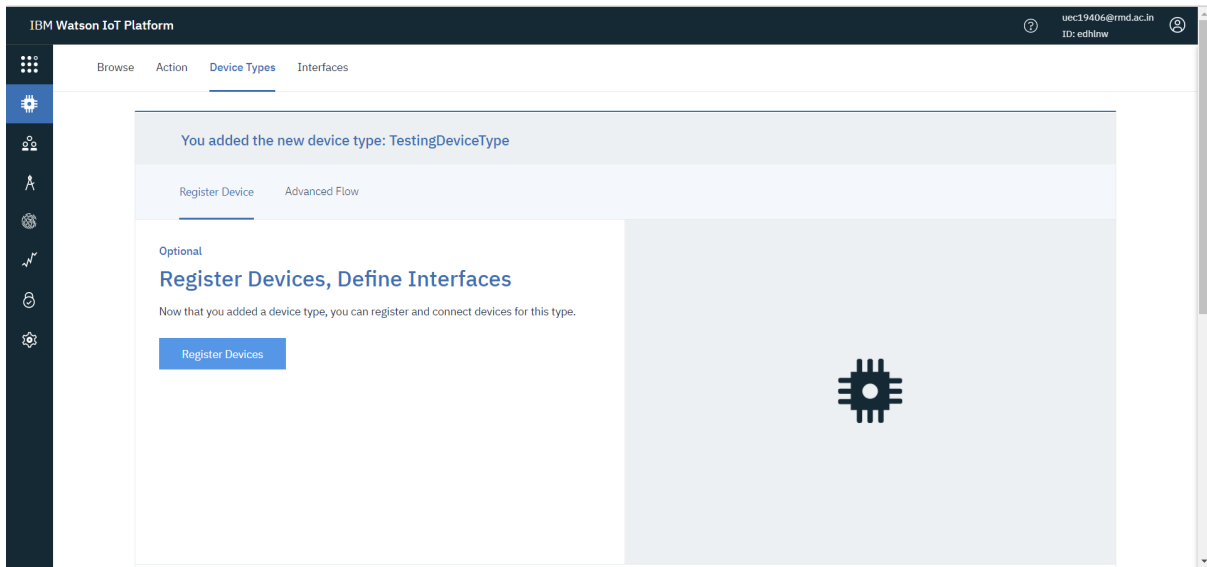 IBM Watson IoT Platform
uec19406@rmd.ac.in
ID: edhlnw
Browse Action Device Types Interfaces
You added the new device type: TestingDeviceType
Register Device Advanced Flow
Optional
Register Devices, Define Interfaces
Now that you added a device type, you can register and connect devices for this type.
Register Devices